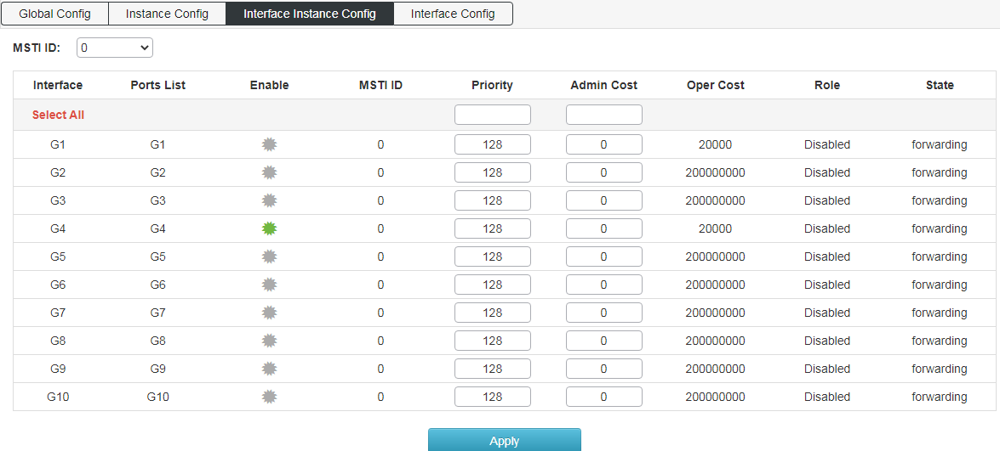 Global Config Instance Config Interface Instance Config Interface Config
MSTI ID: 0
Interface Ports List Enable MSTI ID Priority Admin Cost Oper Cost Role State
Select All
G1 G1 0 128 0 20000 Disabled forwarding
G2 G2 0 128 0 200000000 Disabled forwarding
G3 G3 0 128 0 200000000 Disabled forwarding
G4 G4 0 128 0 20000 Disabled forwarding
G5 G5 0 128 0 200000000 Disabled forwarding
G6 G6 0 128 0 200000000 Disabled forwarding
G7 G7 0 128 0 200000000 Disabled forwarding
G8 G8 0 128 0 200000000 Disabled forwarding
G9 G9 0 128 0 200000000 Disabled forwarding
G10 G10 0 128 0 200000000 Disabled forwarding
Apply